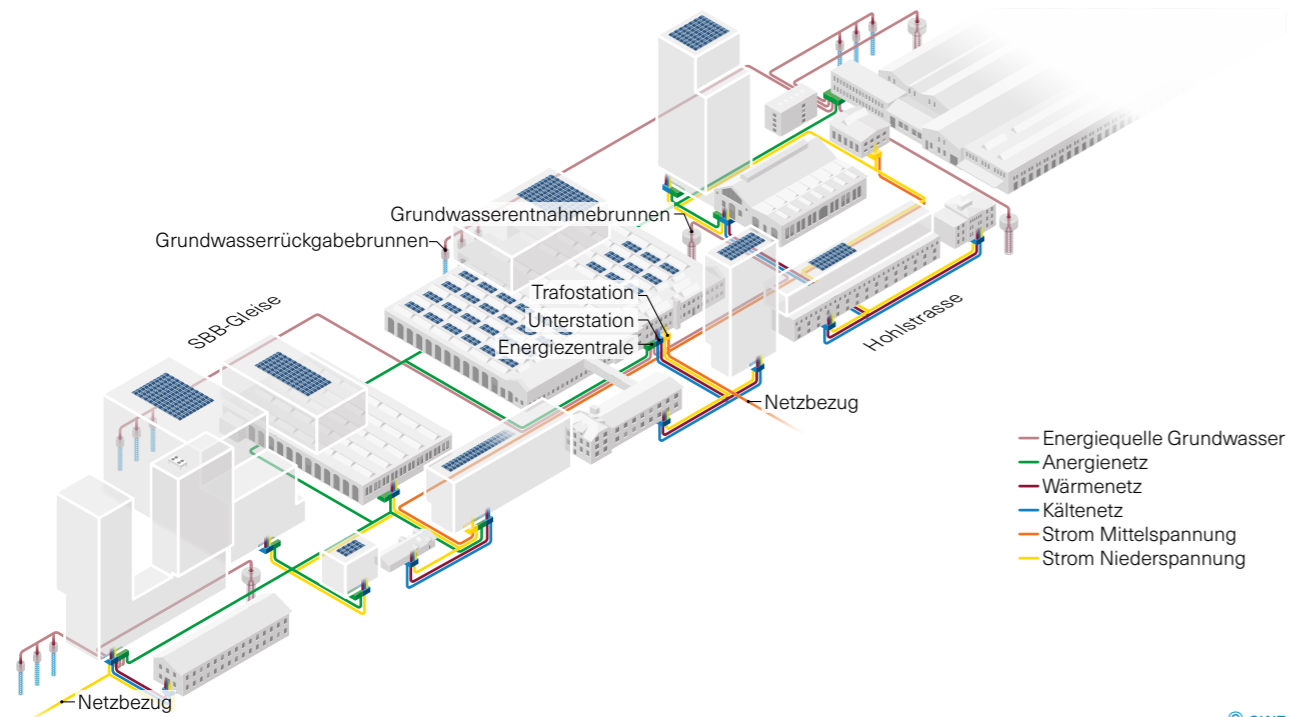 Grundwasserentnahmebrunnen
Grundwasserrückgabebrunnen
Trafostation
Unterstation
Energiezentrale
SBB-Gleise
Hohlstrasse
Netzbezug
Energiequelle Grundwasser
Anergienetz
Wärmenetz
Kältenetz
Strom Mittelspannung
Strom Niederspannung
Netzbezug